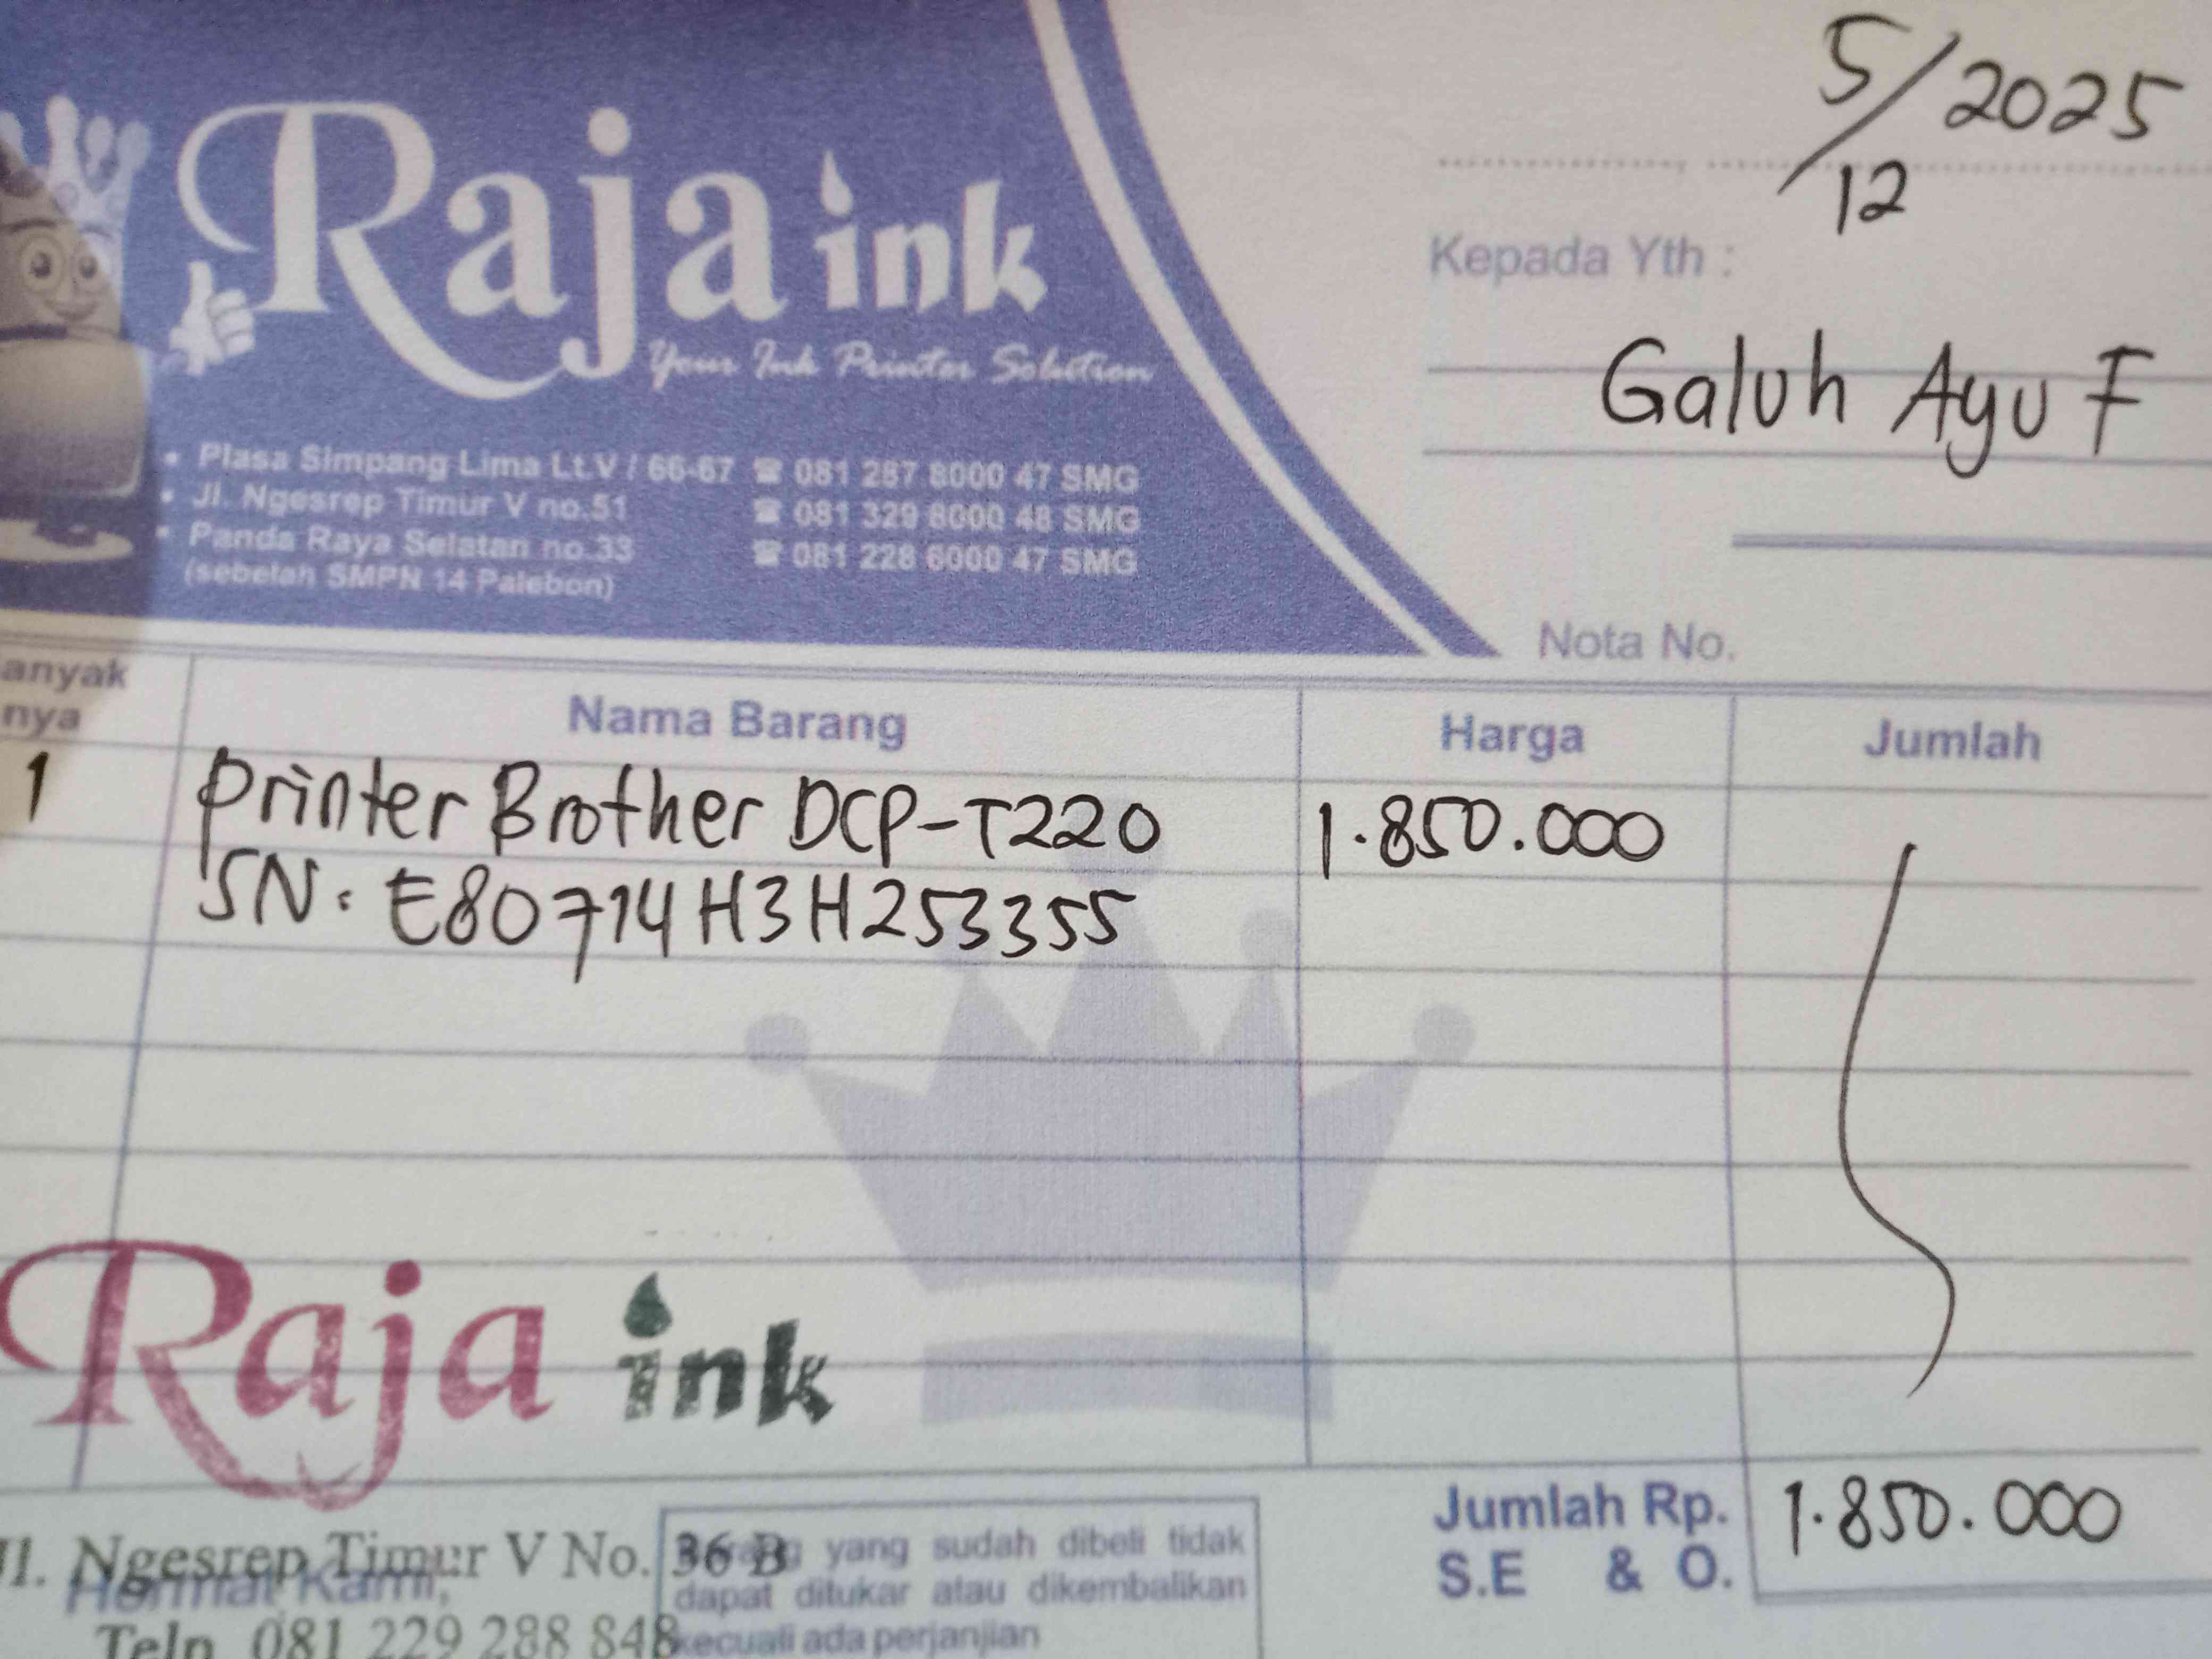 5/12 2025
Raja ink
Your Ink Printer Solution
Kepada Yth :
Galuh Ayu F
• Plasa Simpang Lima Lt.V / 66-67 ☎ 081 287 8000 47 SMG
• Jl. Ngesrep Timur V no.51 ☎ 081 329 8000 48 SMG
• Panda Raya Selatan no.33 ☎ 081 228 6000 47 SMG
(sebelah SMPN 14 Palebon)
Nota No.
anyak
nya
Nama Barang Harga Jumlah
1 Printer Brother DCP-T220 1.850.000
SN: E80714H3H253355
Raja ink
Jl. Ngesrep Timur V No. 36 B
Telp. 081 229 288 848
Hormat Kami,
yang sudah dibeli tidak
dapat ditukar atau dikembalikan
kecuali ada perjanjian
Jumlah Rp. 1.850.000
S.E & O.